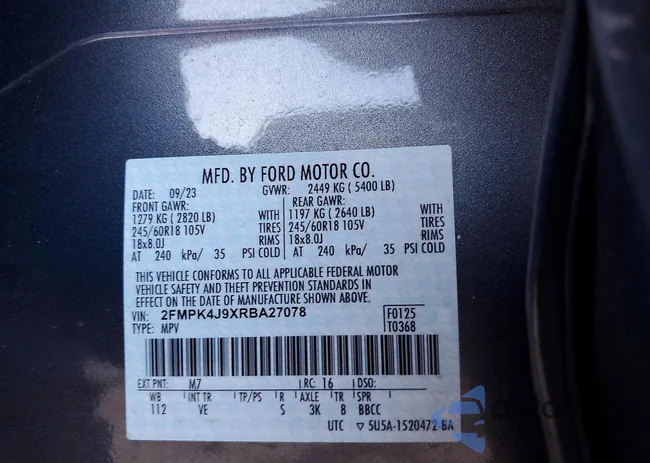 MFD. BY FORD MOTOR CO.
DATE: 09/23 GVWR: 2449 KG ( 5400 LB)
FRONT GAWR: REAR GAWR:
1279 KG ( 2820 LB) WITH 1197 KG ( 2640 LB) WITH
245/60R18 105V TIRES 245/60R18 105V TIRES
18x8.0J RIMS 18x8.0J RIMS
AT 240 kPa/ 35 PSI COLD AT 240 kPa/ 35 PSI COLD
THIS VEHICLE CONFORMS TO ALL APPLICABLE FEDERAL MOTOR
VEHICLE SAFETY AND THEFT PREVENTION STANDARDS IN
EFFECT ON THE DATE OF MANUFACTURE SHOWN ABOVE.
VIN: 2FMPK4J9XRBA27078 F0125
TYPE: MPV T0368
EXT PNT: M7 RC: 16 DSO:
WB INT TR TP/PS R AXLE TR SPR
112 VE S 3K 8 BBCC
UTC ▽ 5U5A-1520472-BA